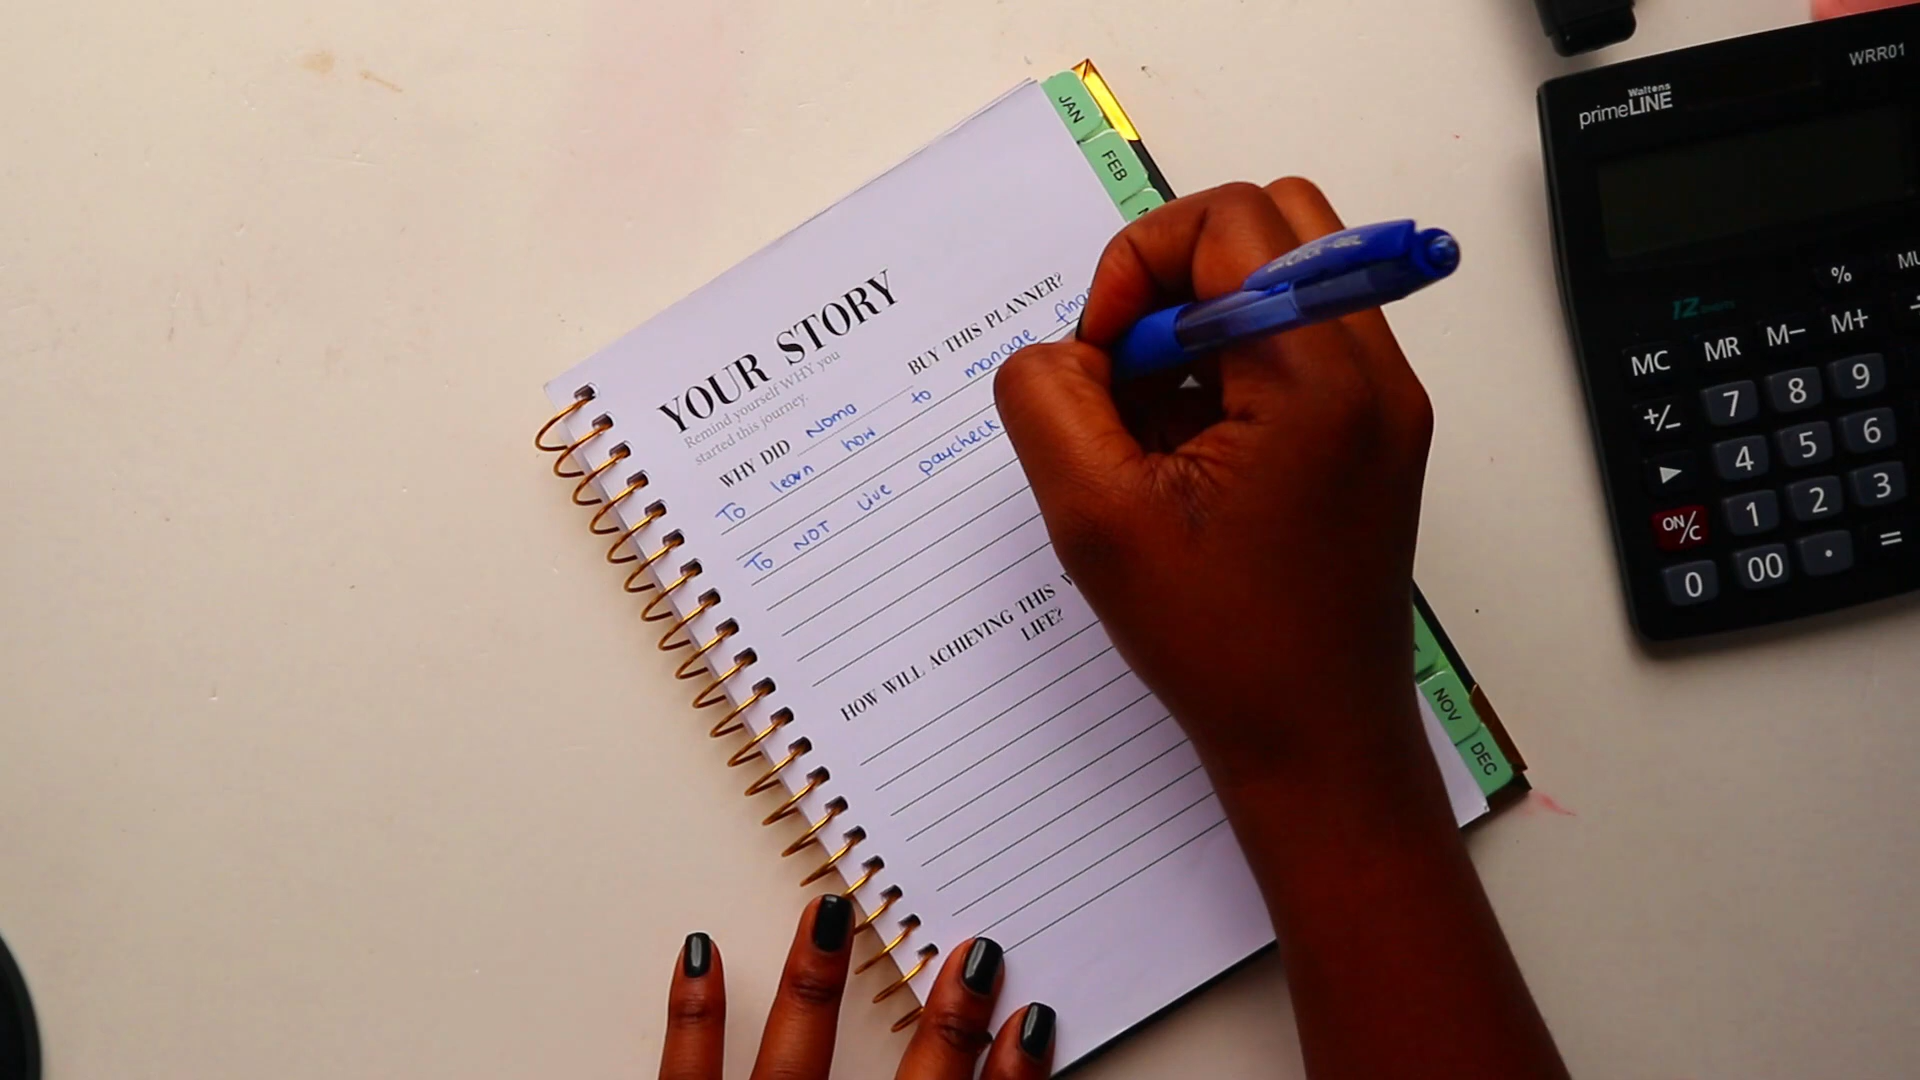 YOUR STORY
Remind yourself WHY you
started this journey.
WHY DID Noma BUY THIS PLANNER?
To learn how to manage
To NOT live paycheck
HOW WILL ACHIEVING THIS
LIFE?
JAN
FEB
NOV
DEC
Waltons
primeLINE
WRR01
%
MC MR M− M+
+/− 7 8 9
▶ 4 5 6
ON/C 1 2 3
0 00 . =